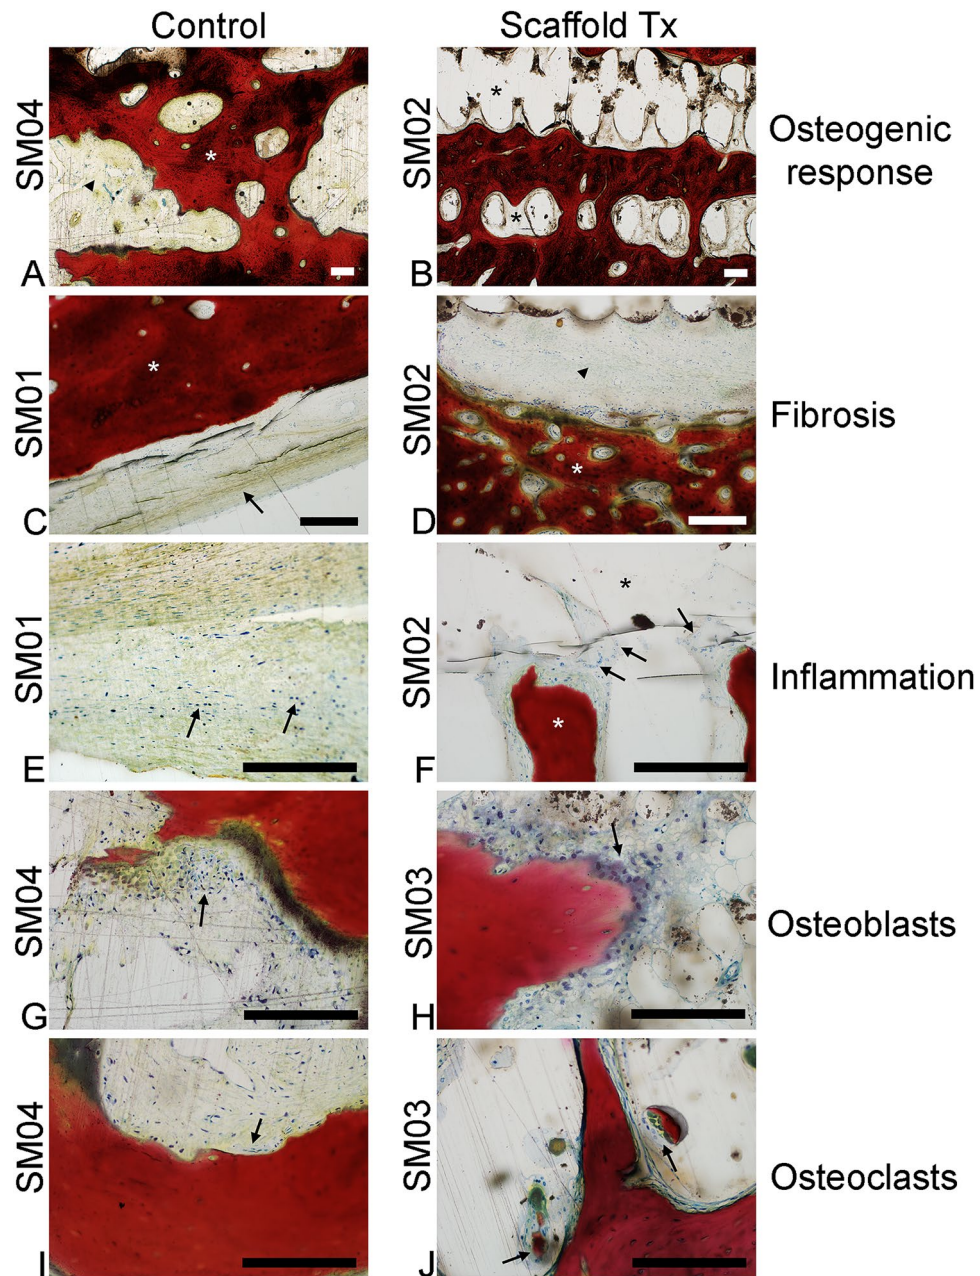 Control Scaffold Tx
SM04 SM02 Osteogenic
response
A B
SM01 SM02 Fibrosis
C D
SM01 SM02 Inflammation
E F
SM04 SM03 Osteoblasts
G H
SM04 SM03 Osteoclasts
I J